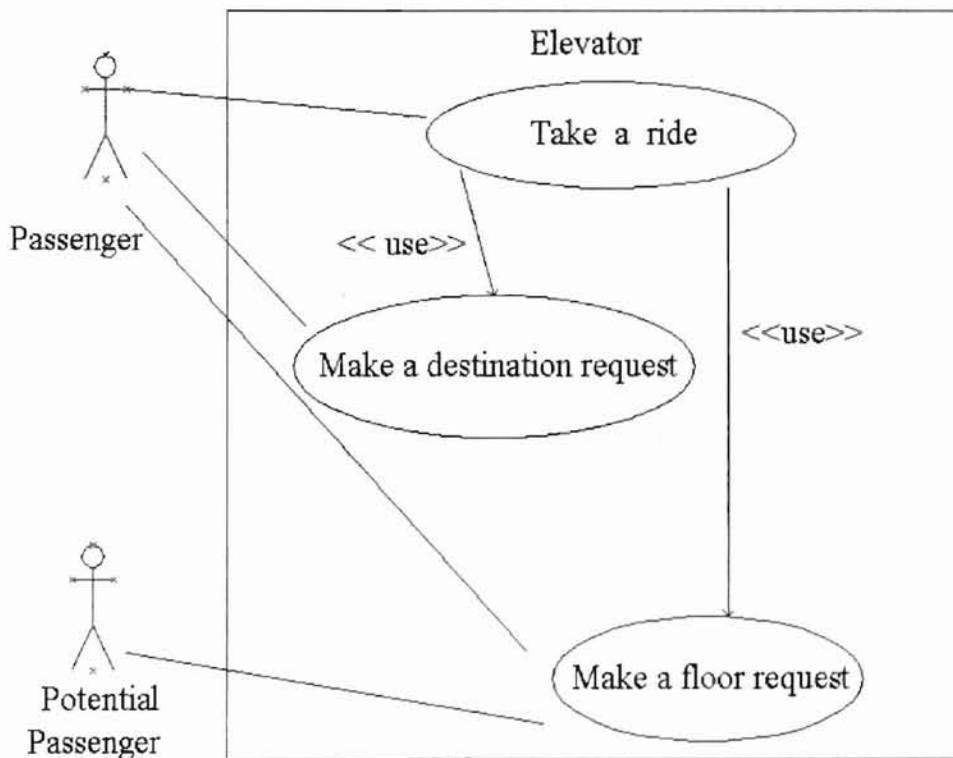 Elevator
Take a ride
Passenger
<< use>>
<<use>>
Make a destination request
Make a floor request
Potential
Passenger